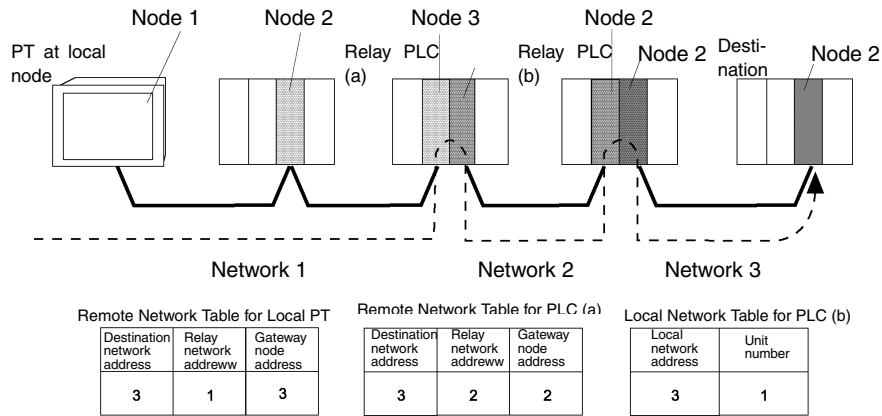 Node 1
Node 2
Node 3
Node 2
PT at local
node
Relay PLC
(a)
Relay PLC
(b)
Node 2
Desti-
nation
Node 2
Network 1
Network 2
Network 3
Remote Network Table for Local PT
Destination
network
address
Relay
network
addreww
Gateway
node
address
3
1
3
Remote Network Table for PLC (a)
Destination
network
address
Relay
network
addreww
Gateway
node
address
3
2
2
Local Network Table for PLC (b)
Local
network
address
Unit
number
3
1